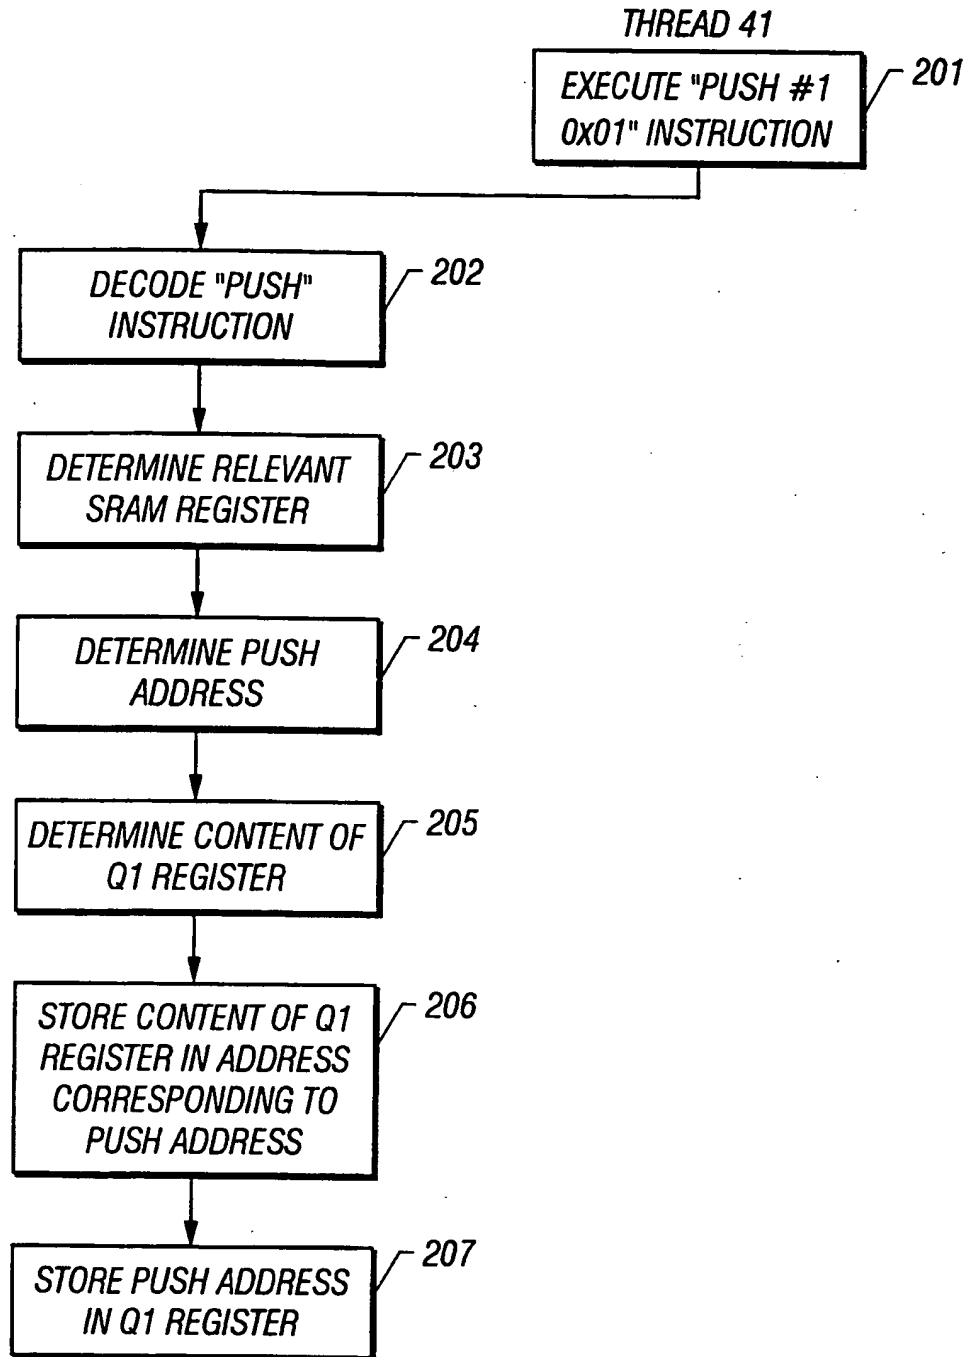 THREAD 41
EXECUTE "PUSH #1
0x01" INSTRUCTION
201
DECODE "PUSH"
INSTRUCTION
202
DETERMINE RELEVANT
SRAM REGISTER
203
DETERMINE PUSH
ADDRESS
204
DETERMINE CONTENT OF
Q1 REGISTER
205
STORE CONTENT OF Q1
REGISTER IN ADDRESS
CORRESPONDING TO
PUSH ADDRESS
206
STORE PUSH ADDRESS
IN Q1 REGISTER
207